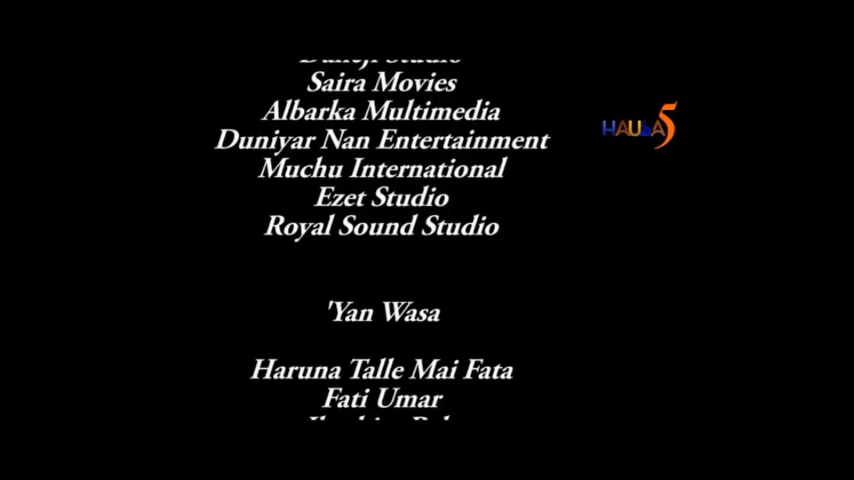 Saira Movies
Albarka Multimedia
Duniyar Nan Entertainment
HAUSA 5
Muchu International
Ezet Studio
Royal Sound Studio
'Yan Wasa
Haruna Talle Mai Fata
Fati Umar